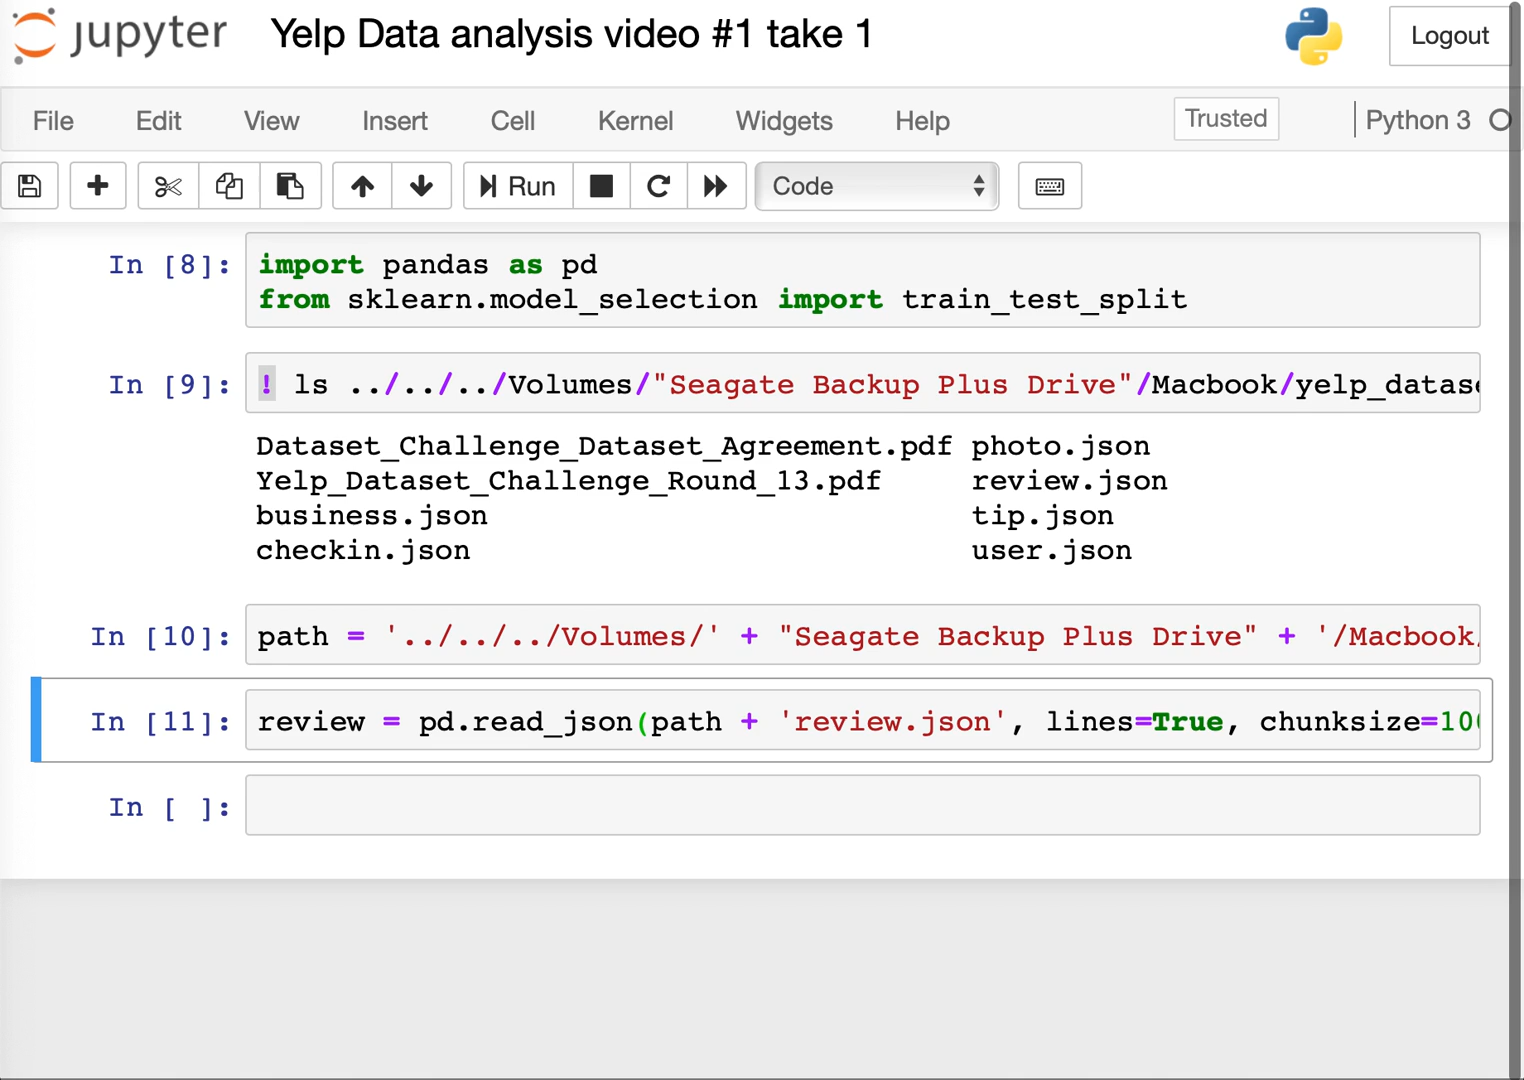 jupyter Yelp Data analysis video #1 take 1 Logout
File Edit View Insert Cell Kernel Widgets Help Trusted Python 3
Run Code
In [8]: import pandas as pd
from sklearn.model_selection import train_test_split
In [9]: ! ls ../../../Volumes/"Seagate Backup Plus Drive"/Macbook/yelp_datase
Dataset_Challenge_Dataset_Agreement.pdf photo.json
Yelp_Dataset_Challenge_Round_13.pdf review.json
business.json tip.json
checkin.json user.json
In [10]: path = '../../../Volumes/' + "Seagate Backup Plus Drive" + '/Macbook/
In [11]: review = pd.read_json(path + 'review.json', lines=True, chunksize=100
In [ ]: